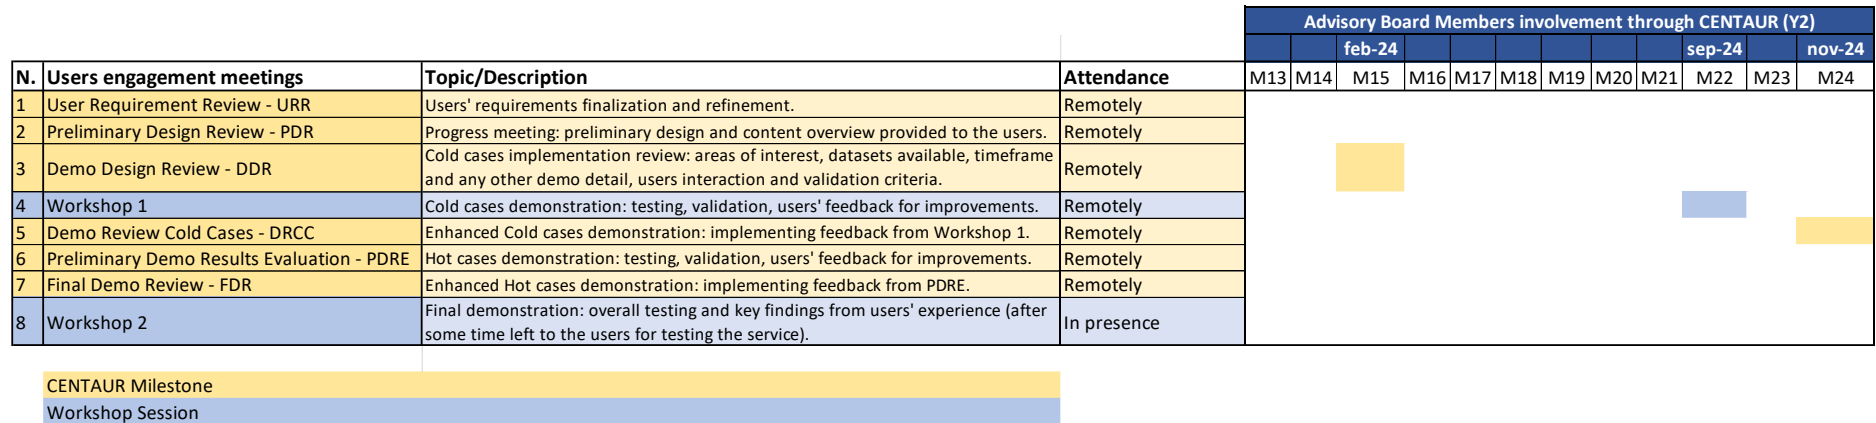 Advisory Board Members involvement through CENTAUR (Y2)
feb-24 sep-24 nov-24
N. Users engagement meetings Topic/Description Attendance M13 M14 M15 M16 M17 M18 M19 M20 M21 M22 M23 M24
1 User Requirement Review - URR Users' requirements finalization and refinement. Remotely
2 Preliminary Design Review - PDR Progress meeting: preliminary design and content overview provided to the users. Remotely
3 Demo Design Review - DDR Cold cases implementation review: areas of interest, datasets available, timeframe
and any other demo detail, users interaction and validation criteria. Remotely
4 Workshop 1 Cold cases demonstration: testing, validation, users' feedback for improvements. Remotely
5 Demo Review Cold Cases - DRCC Enhanced Cold cases demonstration: implementing feedback from Workshop 1. Remotely
6 Preliminary Demo Results Evaluation - PDRE Hot cases demonstration: testing, validation, users' feedback for improvements. Remotely
7 Final Demo Review - FDR Enhanced Hot cases demonstration: implementing feedback from PDRE. Remotely
8 Workshop 2 Final demonstration: overall testing and key findings from users' experience (after
some time left to the users for testing the service). In presence
CENTAUR Milestone
Workshop Session